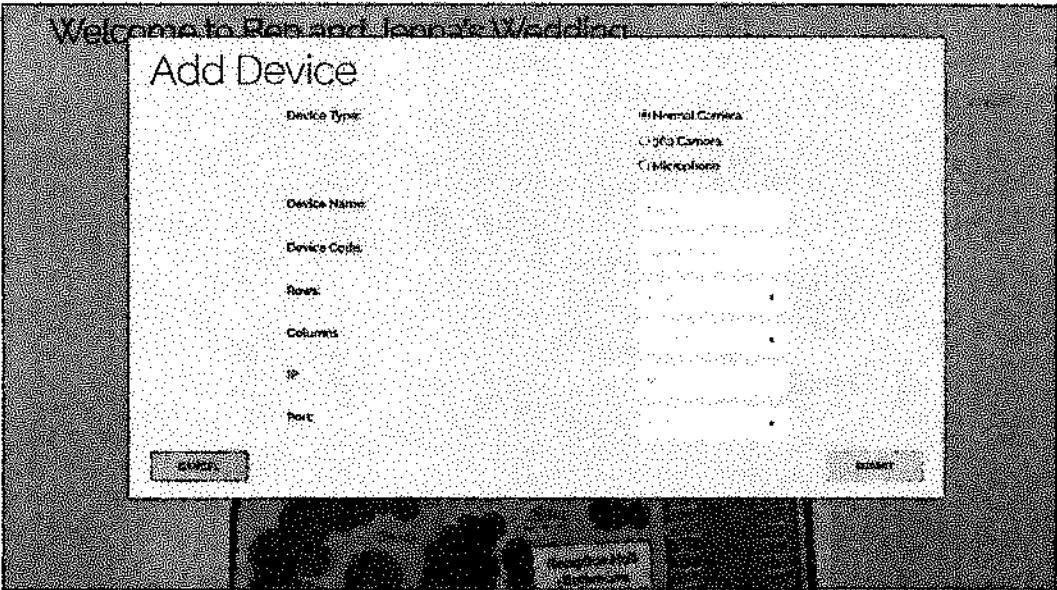 Welcome to Ben and Jenna's Wedding
Add Device
Device Type:
Normal Camera
360 Camera
Microphone
Device Name:
Device Code:
Rows:
Columns
IP
Port:
CANCEL
SUBMIT